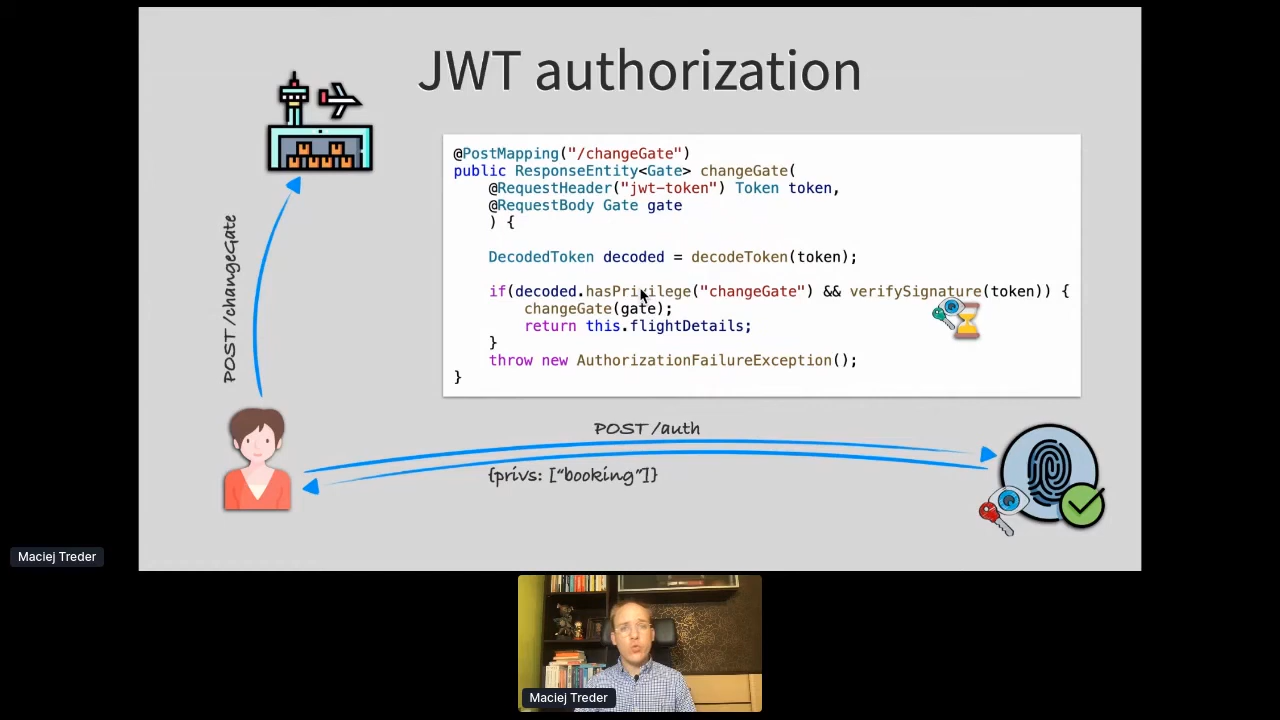 JWT authorization
@PostMapping("/changeGate")
public ResponseEntity<Gate> changeGate(
@RequestHeader("jwt-token") Token token,
@RequestBody Gate gate
) {
DecodedToken decoded = decodeToken(token);
if(decoded.hasPrivilege("changeGate") && verifySignature(token)) {
changeGate(gate);
return this.flightDetails;
}
throw new AuthorizationFailureException();
}
POST /changeGate
POST /auth
{privs: ["booking"]}
Maciej Treder
Maciej Treder